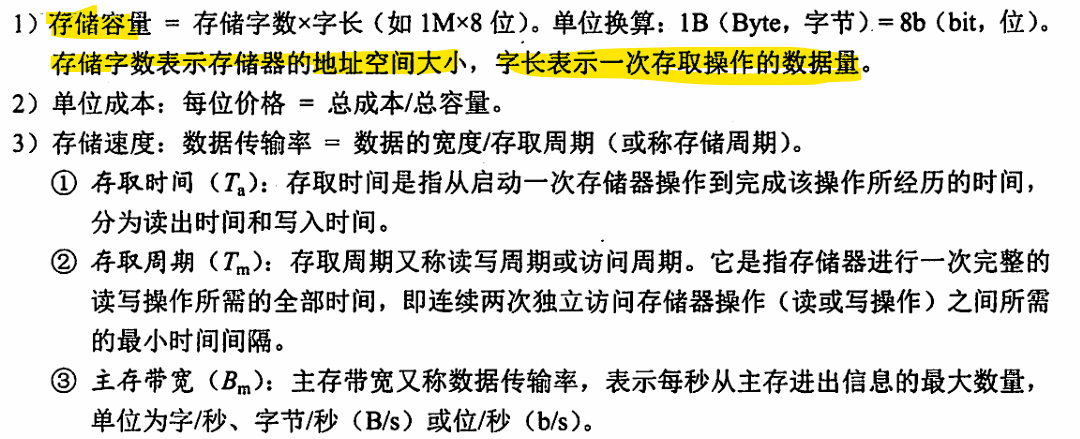 1）存储容量 = 存储字数×字长（如 1M×8 位）。单位换算：1B（Byte，字节）= 8b（bit，位）。
存储字数表示存储器的地址空间大小，字长表示一次存取操作的数据量。
2）单位成本：每位价格 = 总成本/总容量。
3）存储速度：数据传输率 = 数据的宽度/存取周期（或称存储周期）。
① 存取时间（Ta）：存取时间是指从启动一次存储器操作到完成该操作所经历的时间，
分为读出时间和写入时间。
② 存取周期（Tm）：存取周期又称读写周期或访问周期。它是指存储器进行一次完整的
读写操作所需的全部时间，即连续两次独立访问存储器操作（读或写操作）之间所需
的最小时间间隔。
③ 主存带宽（Bm）：主存带宽又称数据传输率，表示每秒从主存进出信息的最大数量，
单位为字/秒、字节/秒（B/s）或位/秒（b/s）。